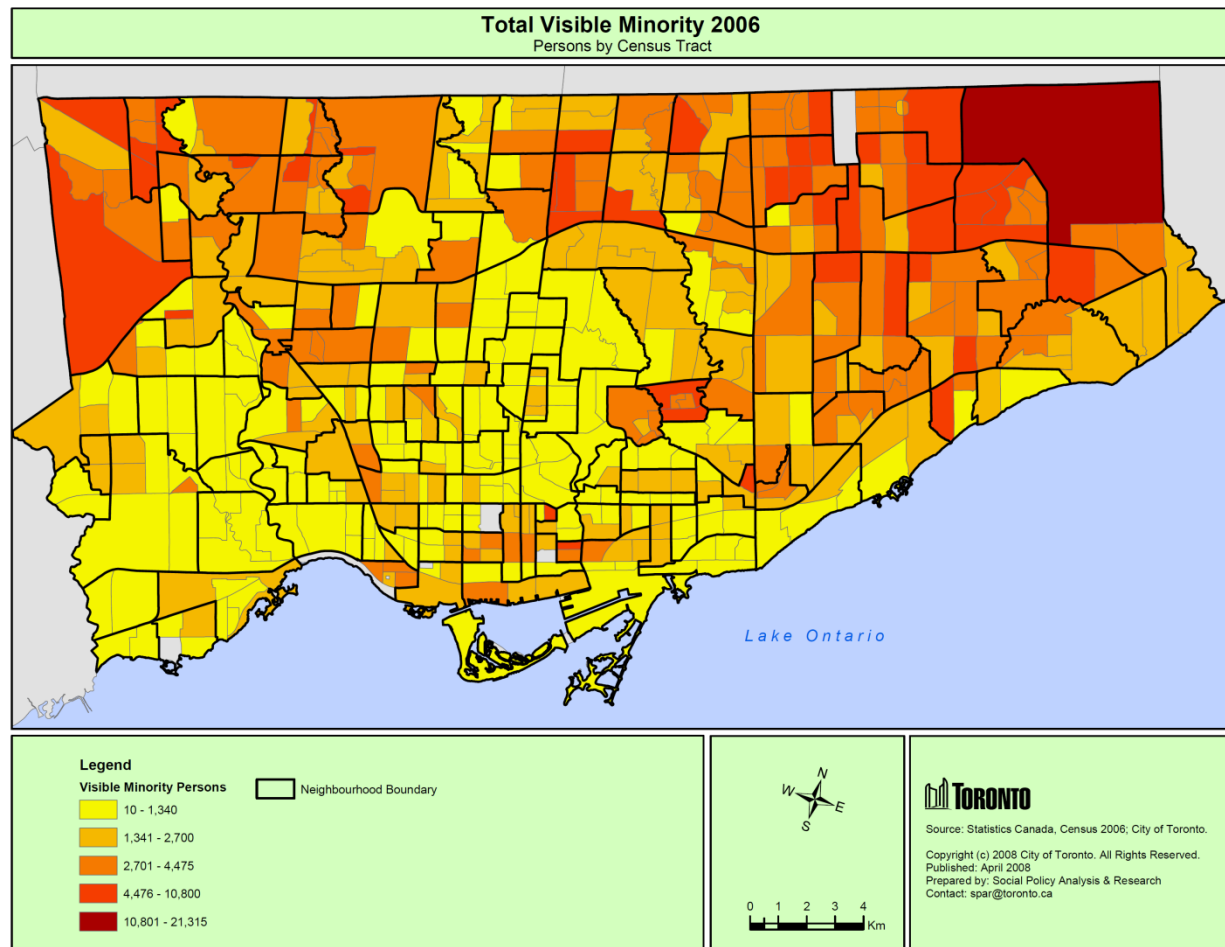 Total Visible Minority 2006
Persons by Census Tract
Lake Ontario
Legend
Visible Minority Persons
10 - 1,340
1,341 - 2,700
2,701 - 4,475
4,476 - 10,800
10,801 - 21,315
Neighbourhood Boundary
N
W
E
S
0 1 2 3 4
Km
TORONTO
Source: Statistics Canada, Census 2006; City of Toronto.
Copyright (c) 2008 City of Toronto. All Rights Reserved.
Published: April 2008
Prepared by: Social Policy Analysis & Research
Contact: spar@toronto.ca